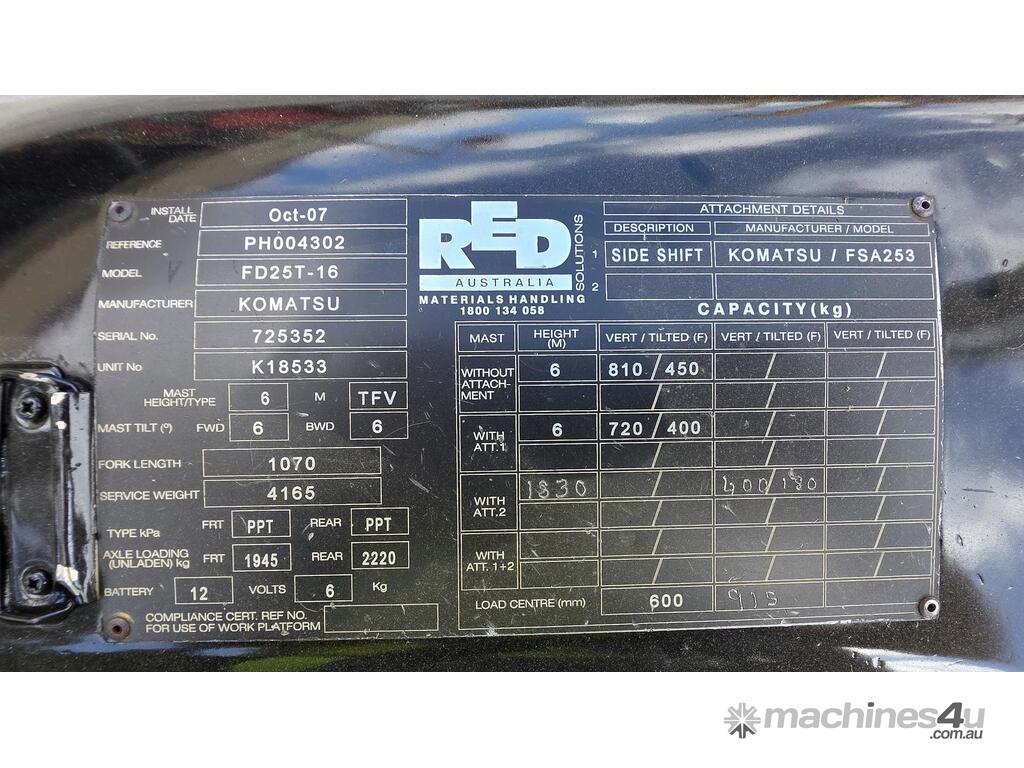 INSTALL DATE Oct-07
REFERENCE PH004302
MODEL FD25T-16
MANUFACTURER KOMATSU
SERIAL No. 725352
UNIT No K18533
MAST HEIGHT/TYPE 6 M TFV
MAST TILT (º) FWD 6 BWD 6
FORK LENGTH 1070
SERVICE WEIGHT 4165
TYPE kPa FRT PPT REAR PPT
AXLE LOADING (UNLADEN) kg FRT 1945 REAR 2220
BATTERY 12 VOLTS 6 Kg
COMPLIANCE CERT. REF NO.
FOR USE OF WORK PLATFORM
RED
SOLUTIONS
AUSTRALIA
MATERIALS HANDLING
1800 134 058
ATTACHMENT DETAILS
DESCRIPTION MANUFACTURER / MODEL
1 SIDE SHIFT KOMATSU / FSA253
2
CAPACITY(kg)
MAST HEIGHT (M) VERT / TILTED (F) VERT / TILTED (F) VERT / TILTED (F)
WITHOUT ATTACH-MENT 6 810 / 450
WITH ATT.1 6 720 / 400
WITH ATT.2 1330 400/130
WITH ATT. 1+2
LOAD CENTRE (mm) 600 915
machines4u
.com.au